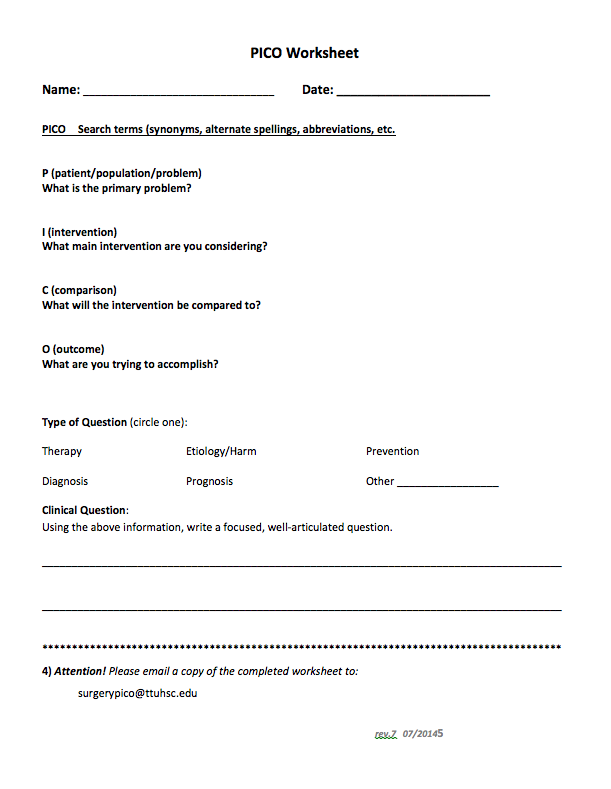 PICO Worksheet
Name: ______________________________ Date: ________________________
PICO Search terms (synonyms, alternate spellings, abbreviations, etc.
P (patient/population/problem)
What is the primary problem?
I (intervention)
What main intervention are you considering?
C (comparison)
What will the intervention be compared to?
O (outcome)
What are you trying to accomplish?
Type of Question (circle one):
Therapy Etiology/Harm Prevention
Diagnosis Prognosis Other _________________
Clinical Question:
Using the above information, write a focused, well-articulated question.
4) Attention! Please email a copy of the completed worksheet to:
surgerypico@ttuhsc.edu
rev.7 07/20145